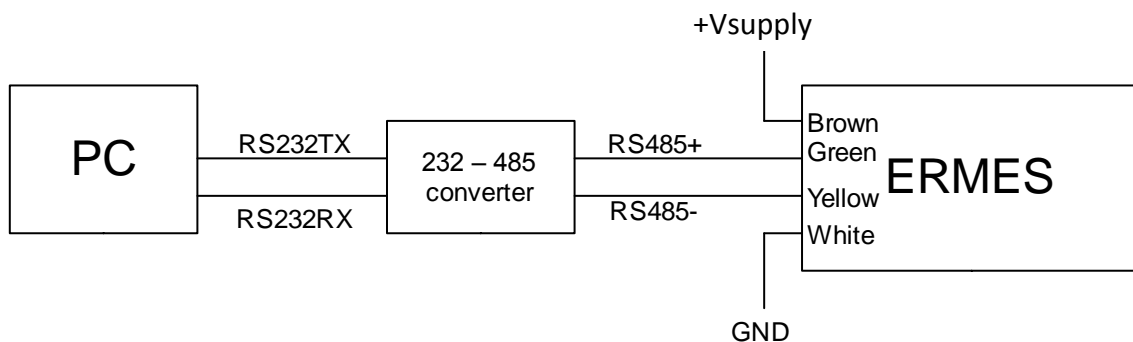 +Vsupply
PC
RS232TX
RS232RX
232 – 485
converter
RS485+
RS485-
Brown
Green
Yellow
White
ERMES
GND